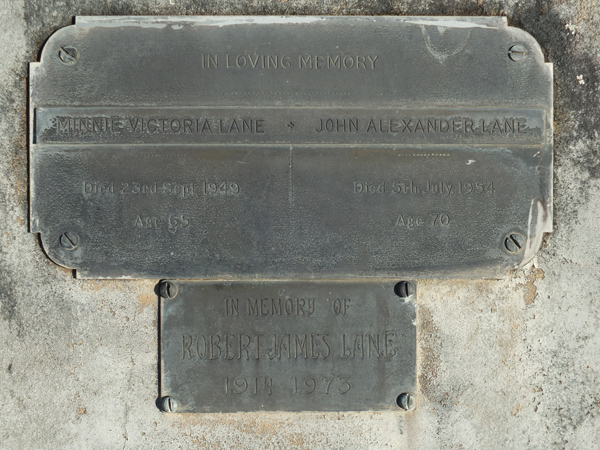 IN LOVING MEMORY
MINNIE VICTORIA LANE JOHN ALEXANDER LANE
Died 23rd Sept. 1949 Died 5th. July, 1954
Age 65 Age 70
IN MEMORY OF
ROBERT JAMES LANE
1914 1973